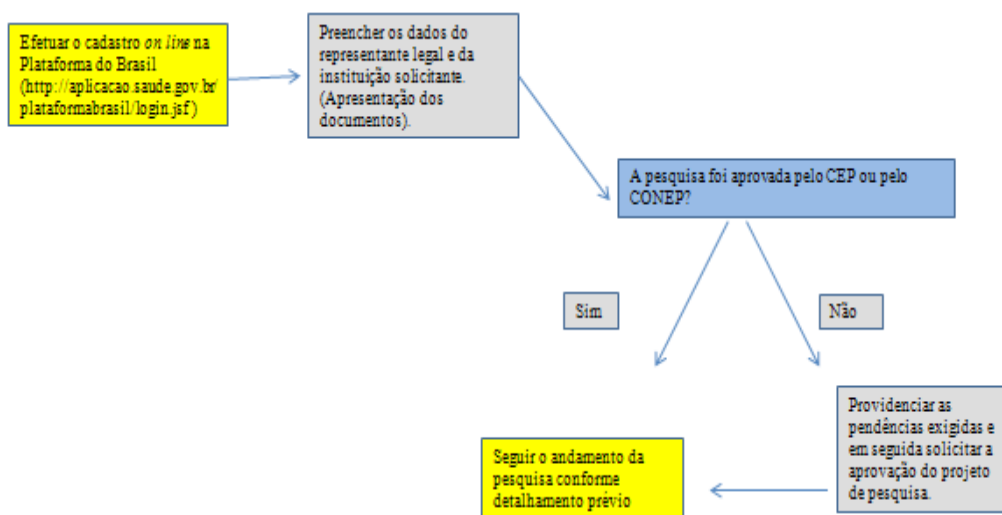 Efetuar o cadastro on line na
Plataforma do Brasil
(http://aplicacao.saude.gov.br/
plataformabrasil/login.jsf )
Preencher os dados do
representante legal e da
instituição solicitante.
(Apresentação dos
documentos).
A pesquisa foi aprovada pelo CEP ou pelo
CONEP?
Sim
Não
Providenciar as
pendências exigidas e
em seguida solicitar a
aprovação do projeto
de pesquisa.
Seguir o andamento da
pesquisa conforme
detalhamento prévio